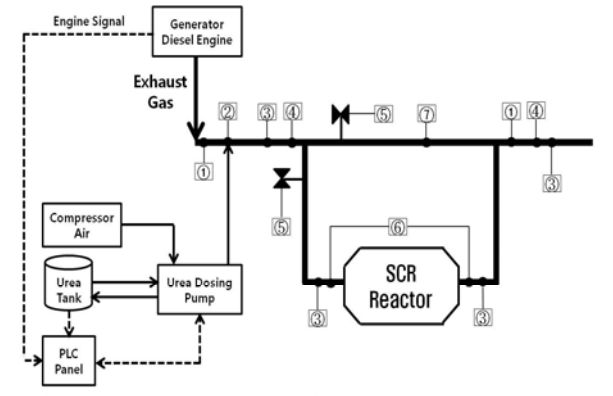 Engine Signal
Generator
Diesel Engine
Exhaust
Gas
② ③ ④ ⑤ ⑦ ① ④
①
③
⑤
Compressor
Air
⑥
Urea
Tank
Urea Dosing
Pump
SCR
Reactor
③
③
PLC
Panel